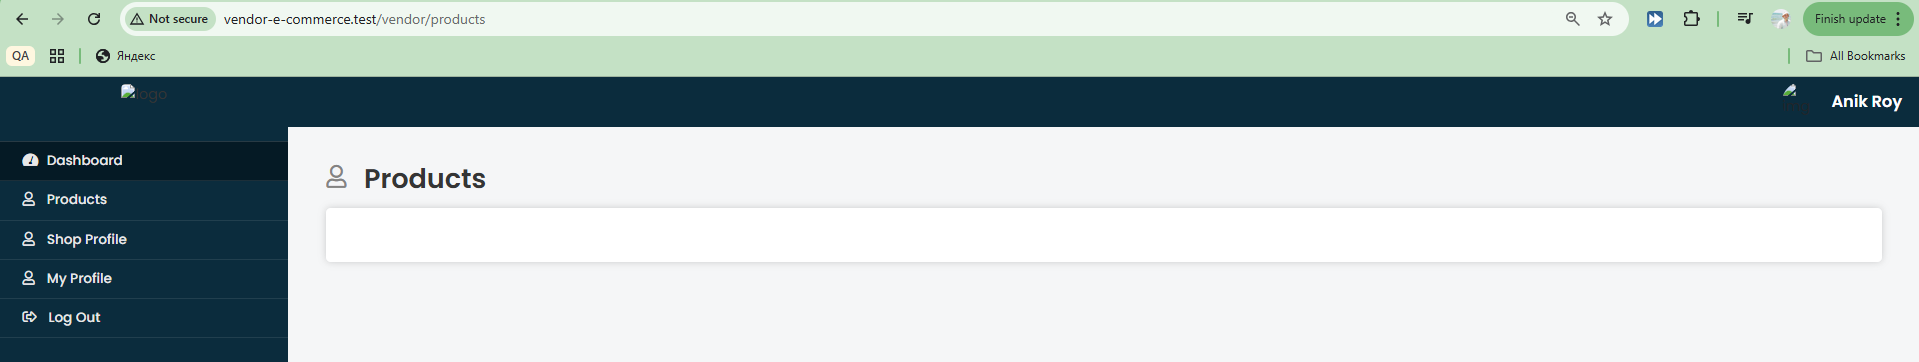 Not secure vendor-e-commerce.test/vendor/products Finish update
QA Яндекс All Bookmarks
logo Anik Roy
Dashboard
Products
Products
Shop Profile
My Profile
Log Out